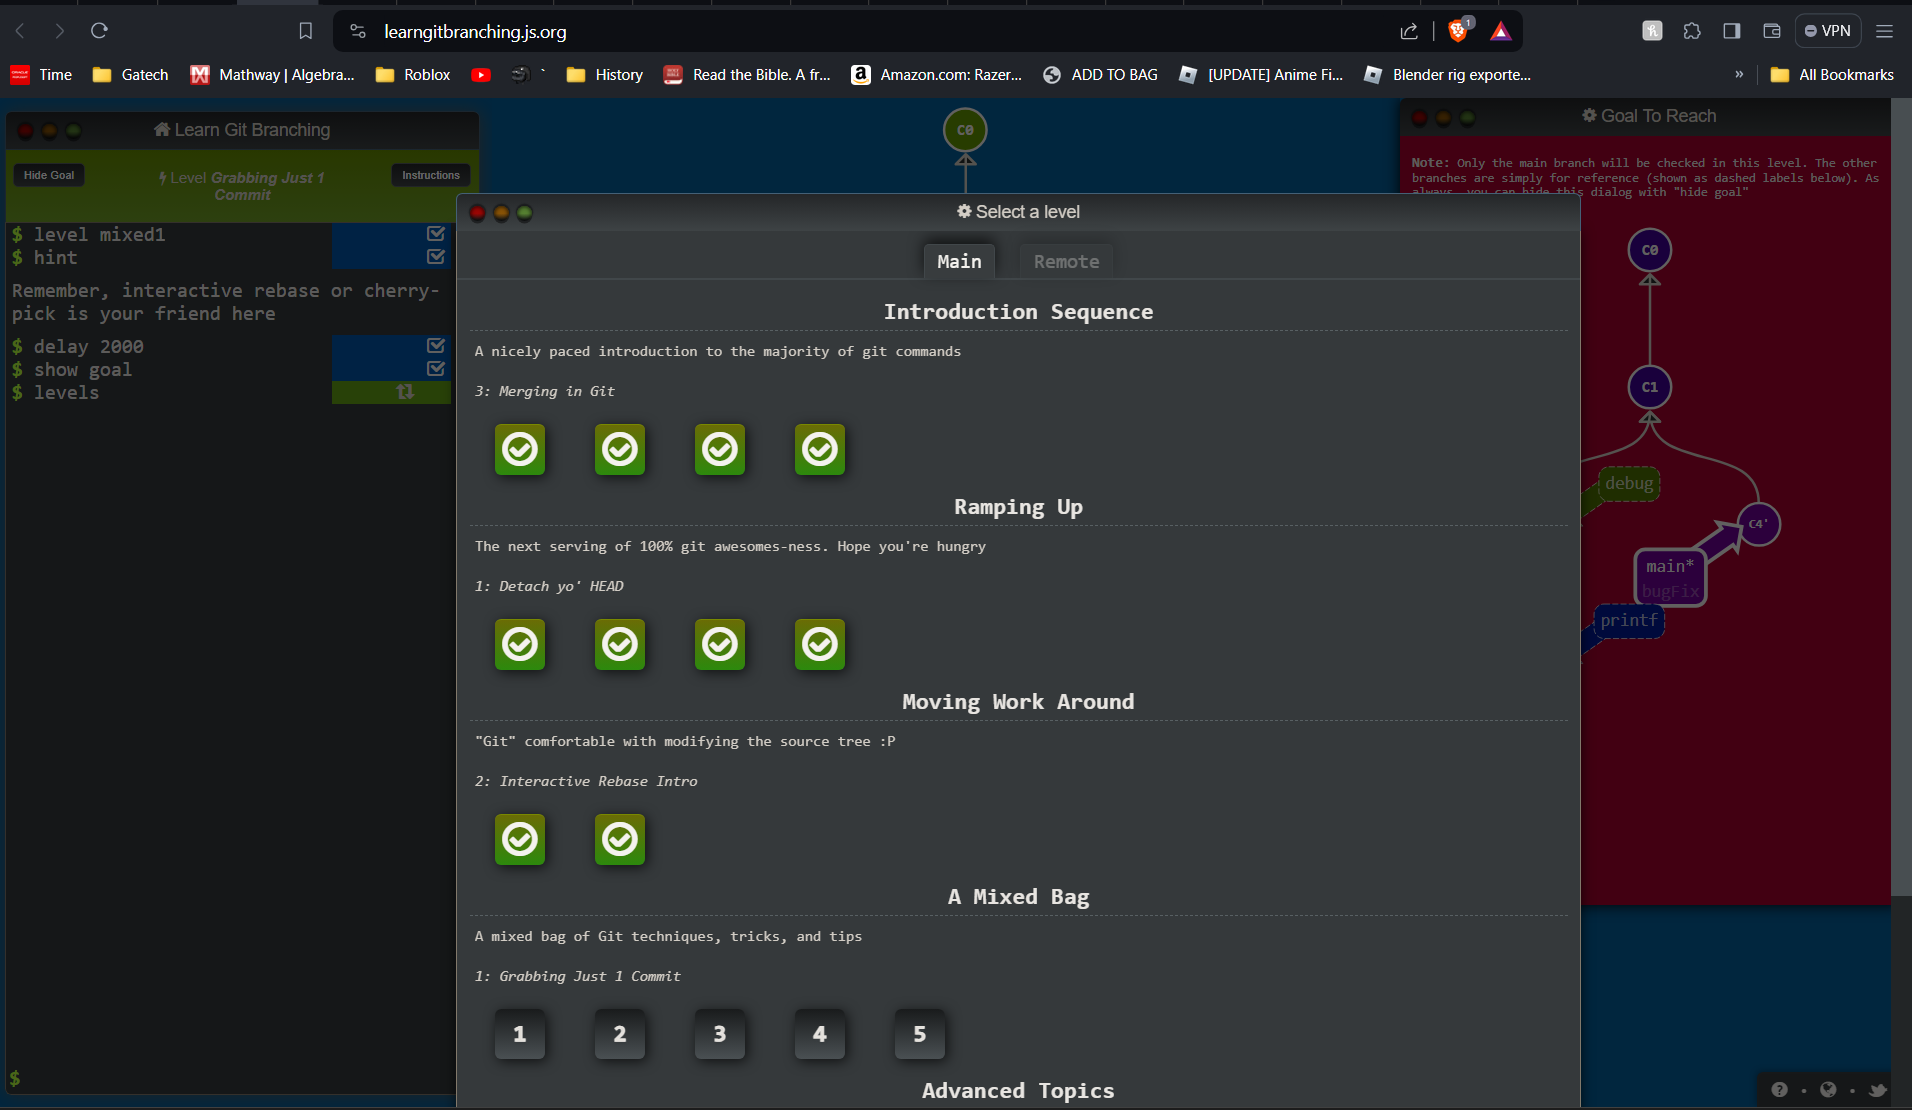 learngitbranching.js.org
1
VPN
Time
Gatech
Mathway | Algebra...
Roblox
`
History
Read the Bible. A fr...
Amazon.com: Razer...
ADD TO BAG
[UPDATE] Anime Fi...
Blender rig exporte...
»
All Bookmarks
Learn Git Branching
Hide Goal
Level Grabbing Just 1
Commit
Instructions
$ level mixed1
$ hint
Remember, interactive rebase or cherry-
pick is your friend here
$ delay 2000
$ show goal
$ levels
$
C0
Select a level
Main
Remote
Introduction Sequence
A nicely paced introduction to the majority of git commands
3: Merging in Git
Ramping Up
The next serving of 100% git awesomes-ness. Hope you're hungry
1: Detach yo' HEAD
Moving Work Around
"Git" comfortable with modifying the source tree :P
2: Interactive Rebase Intro
A Mixed Bag
A mixed bag of Git techniques, tricks, and tips
1: Grabbing Just 1 Commit
1 2 3 4 5
Advanced Topics
Goal To Reach
Note: Only the main branch will be checked in this level. The other
branches are simply for reference (shown as dashed labels below). As
always, you can hide this dialog with "hide goal"
C0
C1
debug
C4'
main*
bugFix
printf